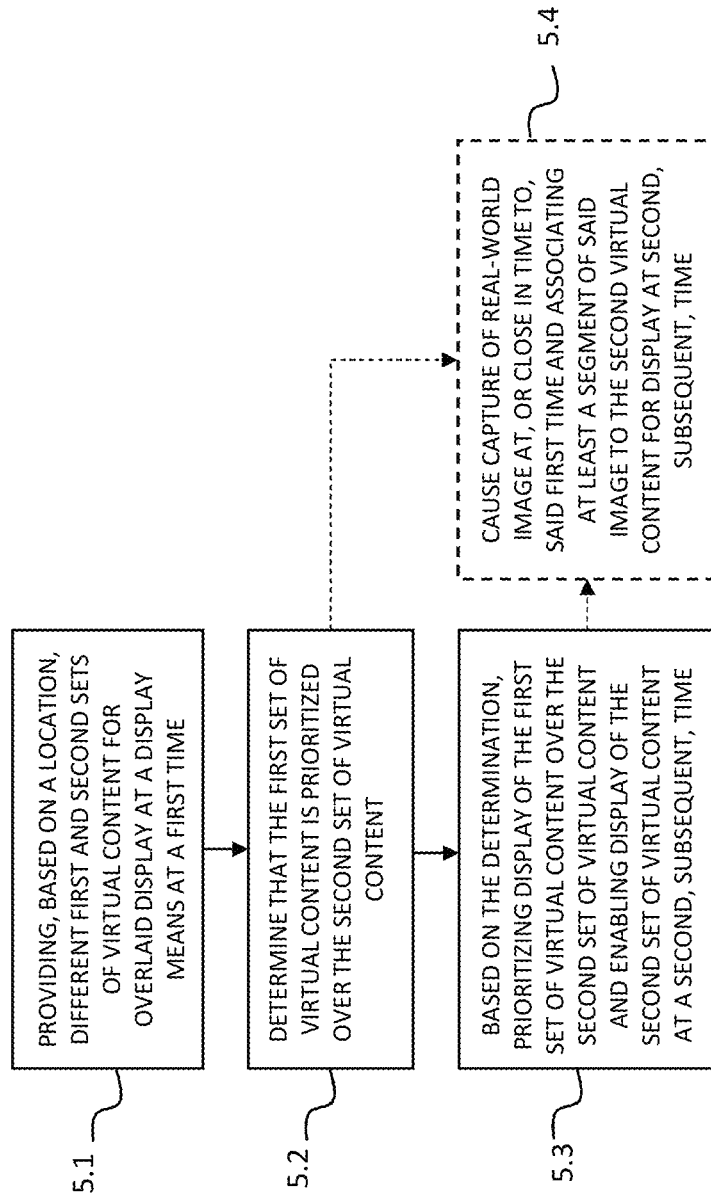 5.1
PROVIDING, BASED ON A LOCATION,
DIFFERENT FIRST AND SECOND SETS
OF VIRTUAL CONTENT FOR
OVERLAID DISPLAY AT A DISPLAY
MEANS AT A FIRST TIME
5.2
DETERMINE THAT THE FIRST SET OF
VIRTUAL CONTENT IS PRIORITIZED
OVER THE SECOND SET OF VIRTUAL
CONTENT
5.3
BASED ON THE DETERMINATION,
PRIORITIZING DISPLAY OF THE FIRST
SET OF VIRTUAL CONTENT OVER THE
SECOND SET OF VIRTUAL CONTENT
AND ENABLING DISPLAY OF THE
SECOND SET OF VIRTUAL CONTENT
AT A SECOND, SUBSEQUENT, TIME
5.4
CAUSE CAPTURE OF REAL-WORLD
IMAGE AT, OR CLOSE IN TIME TO,
SAID FIRST TIME AND ASSOCIATING
AT LEAST A SEGMENT OF SAID
IMAGE TO THE SECOND VIRTUAL
CONTENT FOR DISPLAY AT SECOND,
SUBSEQUENT, TIME